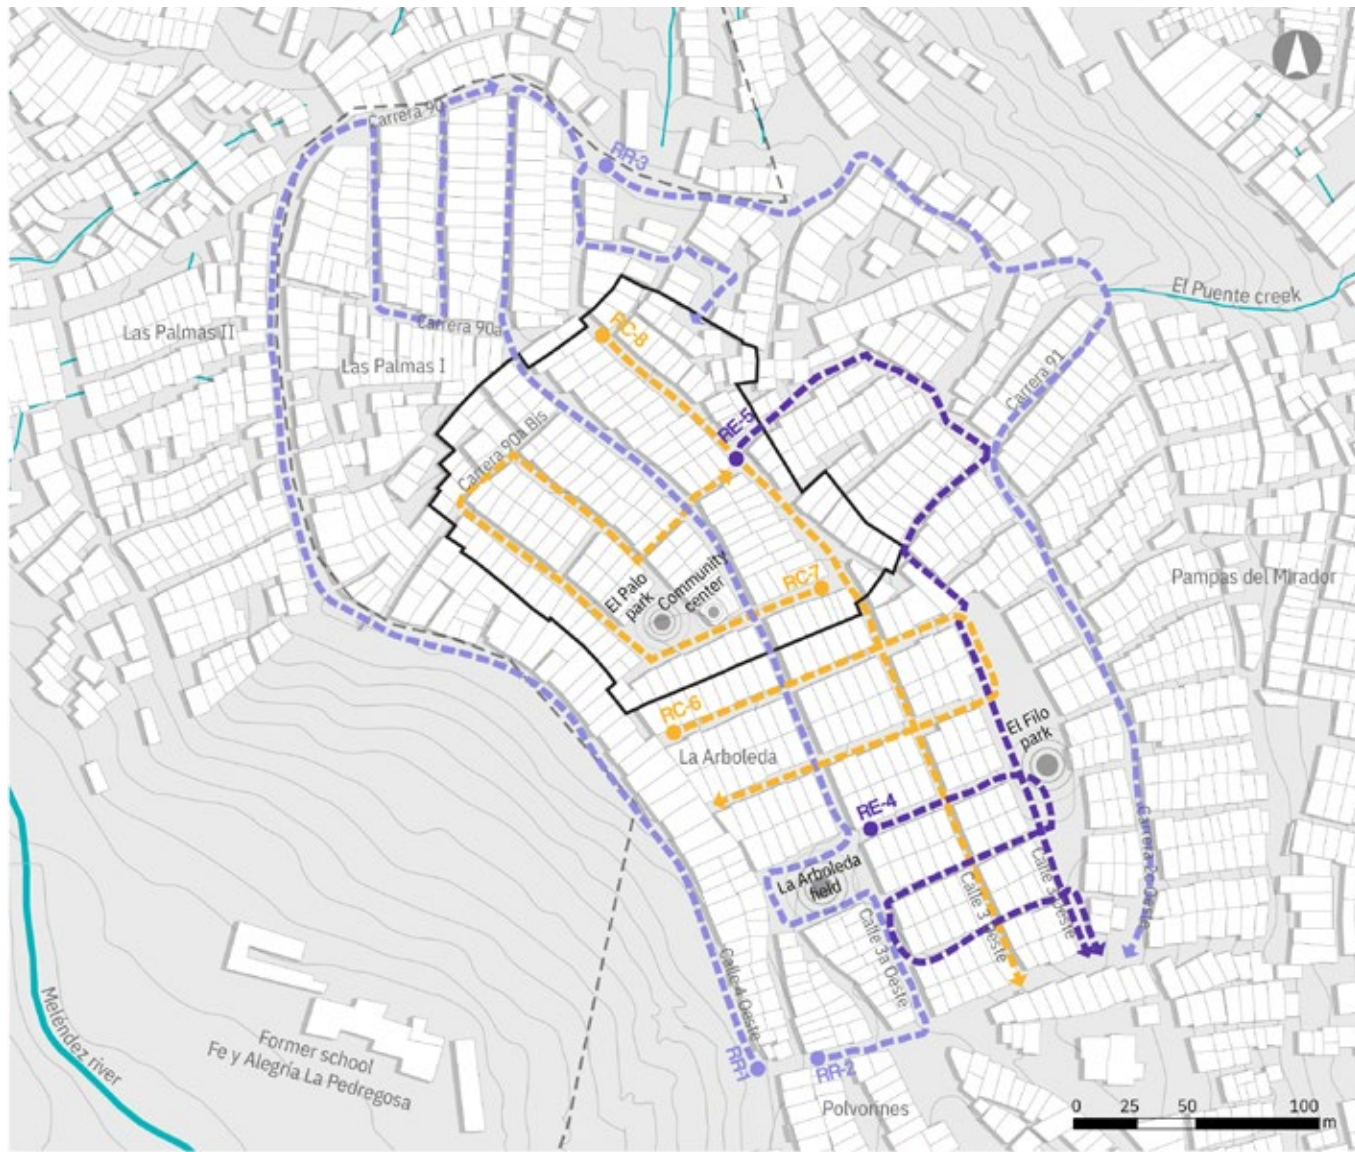 Carrera 90
RR-3
El Puente creek
Las Palmas II
Carrera 90a
RC-8
Las Palmas I
Carrera 91
RE-5
Carrera 90a Bis
Pampas del Mirador
El Palo
park
Community
center
RC-7
RC-6
La Arboleda
El Filo
park
RE-4
La Arboleda
field
Calle 3a Oeste
Calle 3 Oeste
Calle 4 Oeste
Meléndez river
Former school
Fe y Alegría La Pedregosa
RR-1
RR-2
Polvorines
0 25 50 100
m